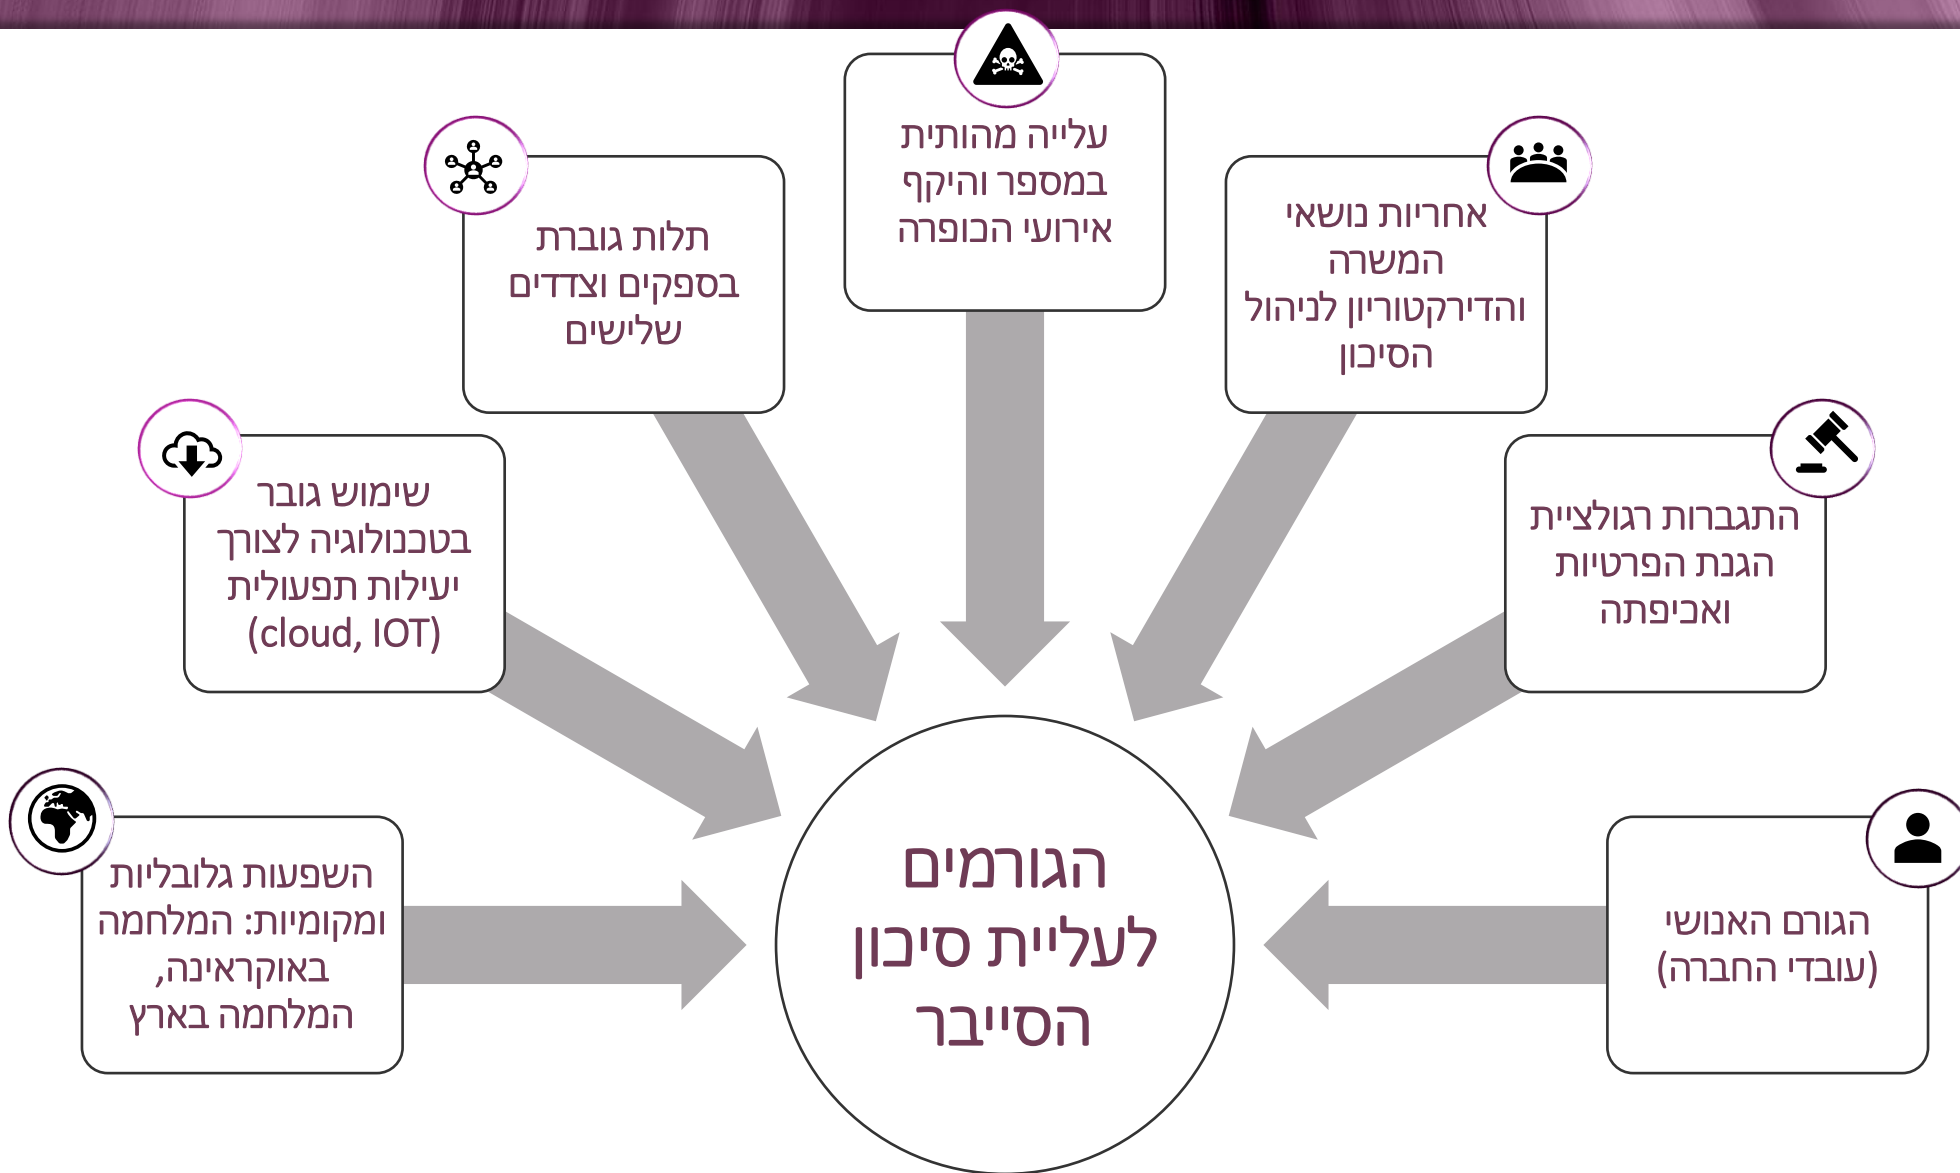 עלייה מהותית
במספר והיקף
אירועי הכופרה
אחריות נושאי
המשרה
והדירקטוריון לניהול
הסיכון
תלות גוברת
בספקים וצדדים
שלישים
התגברות רגולציית
הגנת הפרטיות
ואכיפתה
שימוש גובר
בטכנולוגיה לצורך
יעילות תפעולית
(cloud, IOT)
הגורם האנושי
(עובדי החברה)
השפעות גלובליות
ומקומיות: המלחמה
באוקראינה,
המלחמה בארץ
הגורמים
לעליית סיכון
הסייבר